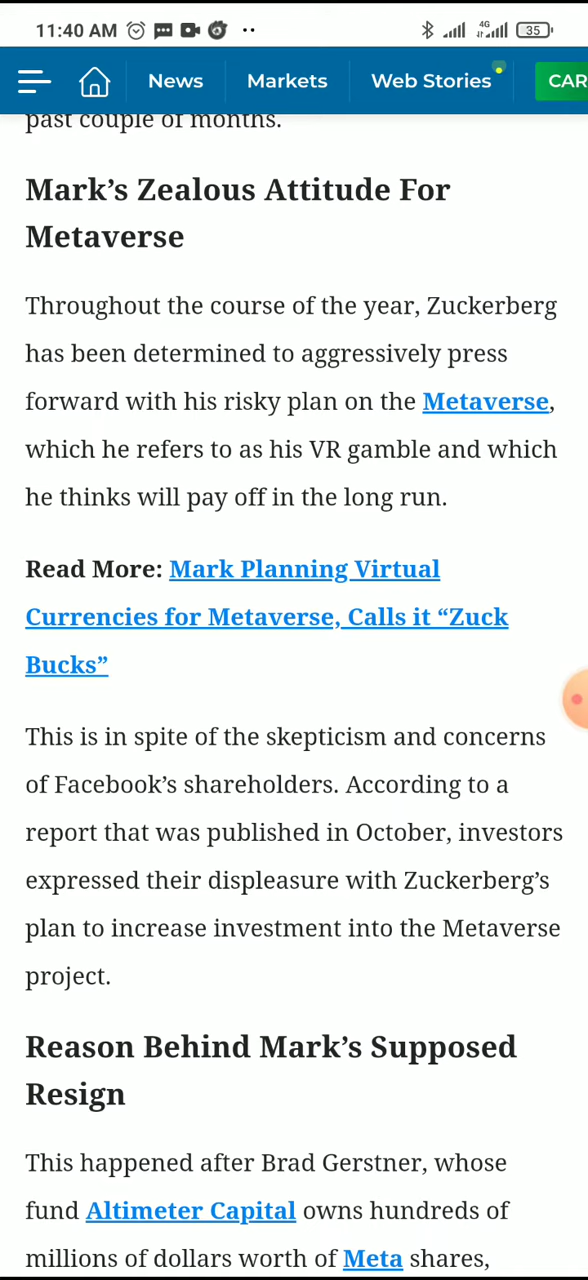 11:40 AM
4G
35
News Markets Web Stories CAR
past couple of months.
Mark’s Zealous Attitude For
Metaverse
Throughout the course of the year, Zuckerberg
has been determined to aggressively press
forward with his risky plan on the Metaverse,
which he refers to as his VR gamble and which
he thinks will pay off in the long run.
Read More: Mark Planning Virtual
Currencies for Metaverse, Calls it “Zuck
Bucks”
This is in spite of the skepticism and concerns
of Facebook’s shareholders. According to a
report that was published in October, investors
expressed their displeasure with Zuckerberg’s
plan to increase investment into the Metaverse
project.
Reason Behind Mark’s Supposed
Resign
This happened after Brad Gerstner, whose
fund Altimeter Capital owns hundreds of
millions of dollars worth of Meta shares,